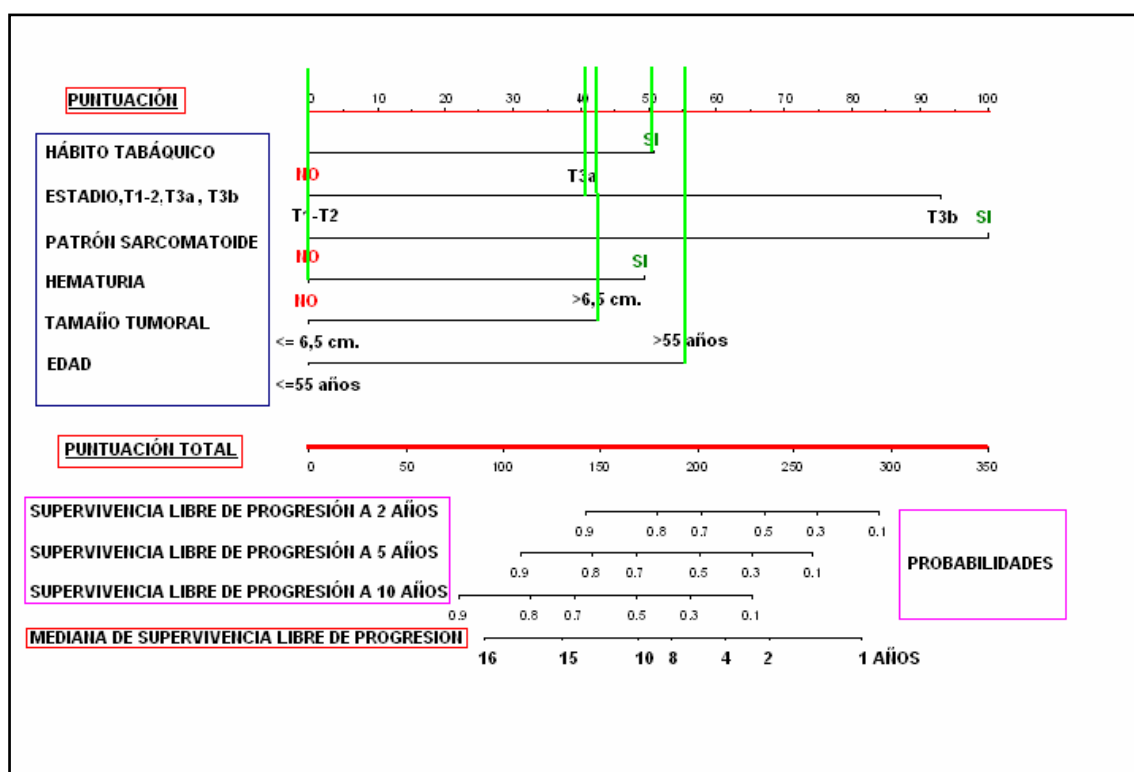 PUNTUACIÓN
0 10 20 30 40 50 60 70 80 90 100
HÁBITO TABÁQUICO
SI
NO
T3a
ESTADIO,T1-2,T3a , T3b
T1-T2
T3b
SI
PATRÓN SARCOMATOIDE
NO
SI
HEMATURIA
NO
>6,5 cm.
TAMAÑO TUMORAL
<= 6,5 cm.
>55 años
EDAD
<=55 años
PUNTUACIÓN TOTAL
0 50 100 150 200 250 300 350
SUPERVIVENCIA LIBRE DE PROGRESIÓN A 2 AÑOS
0.9 0.8 0.7 0.5 0.3 0.1
SUPERVIVENCIA LIBRE DE PROGRESIÓN A 5 AÑOS
0.9 0.8 0.7 0.5 0.3 0.1
PROBABILIDADES
SUPERVIVENCIA LIBRE DE PROGRESIÓN A 10 AÑOS
0.9 0.8 0.7 0.5 0.3 0.1
MEDIANA DE SUPERVIVENCIA LIBRE DE PROGRESION
16 15 10 8 4 2 1 AÑOS